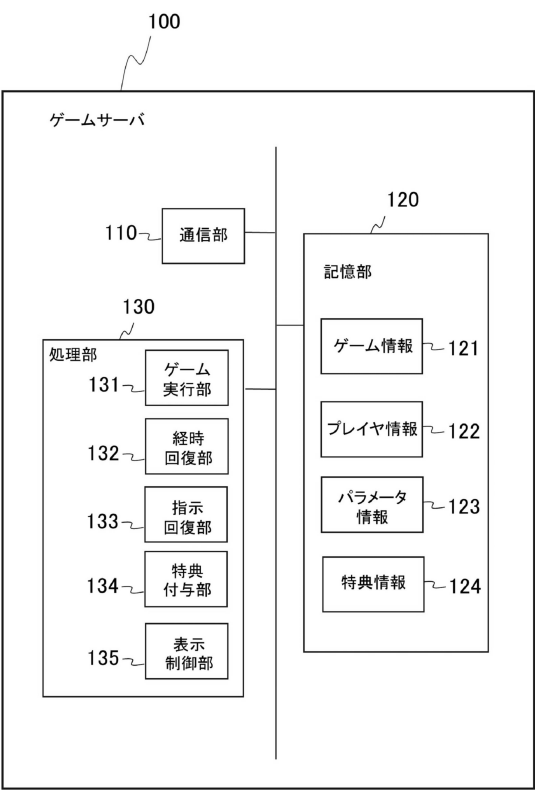 100
ゲームサーバ
110
通信部
120
記憶部
ゲーム情報
121
プレイヤ情報
122
パラメータ
情報
123
特典情報
124
130
処理部
131
ゲーム
実行部
132
経時
回復部
133
指示
回復部
134
特典
付与部
135
表示
制御部